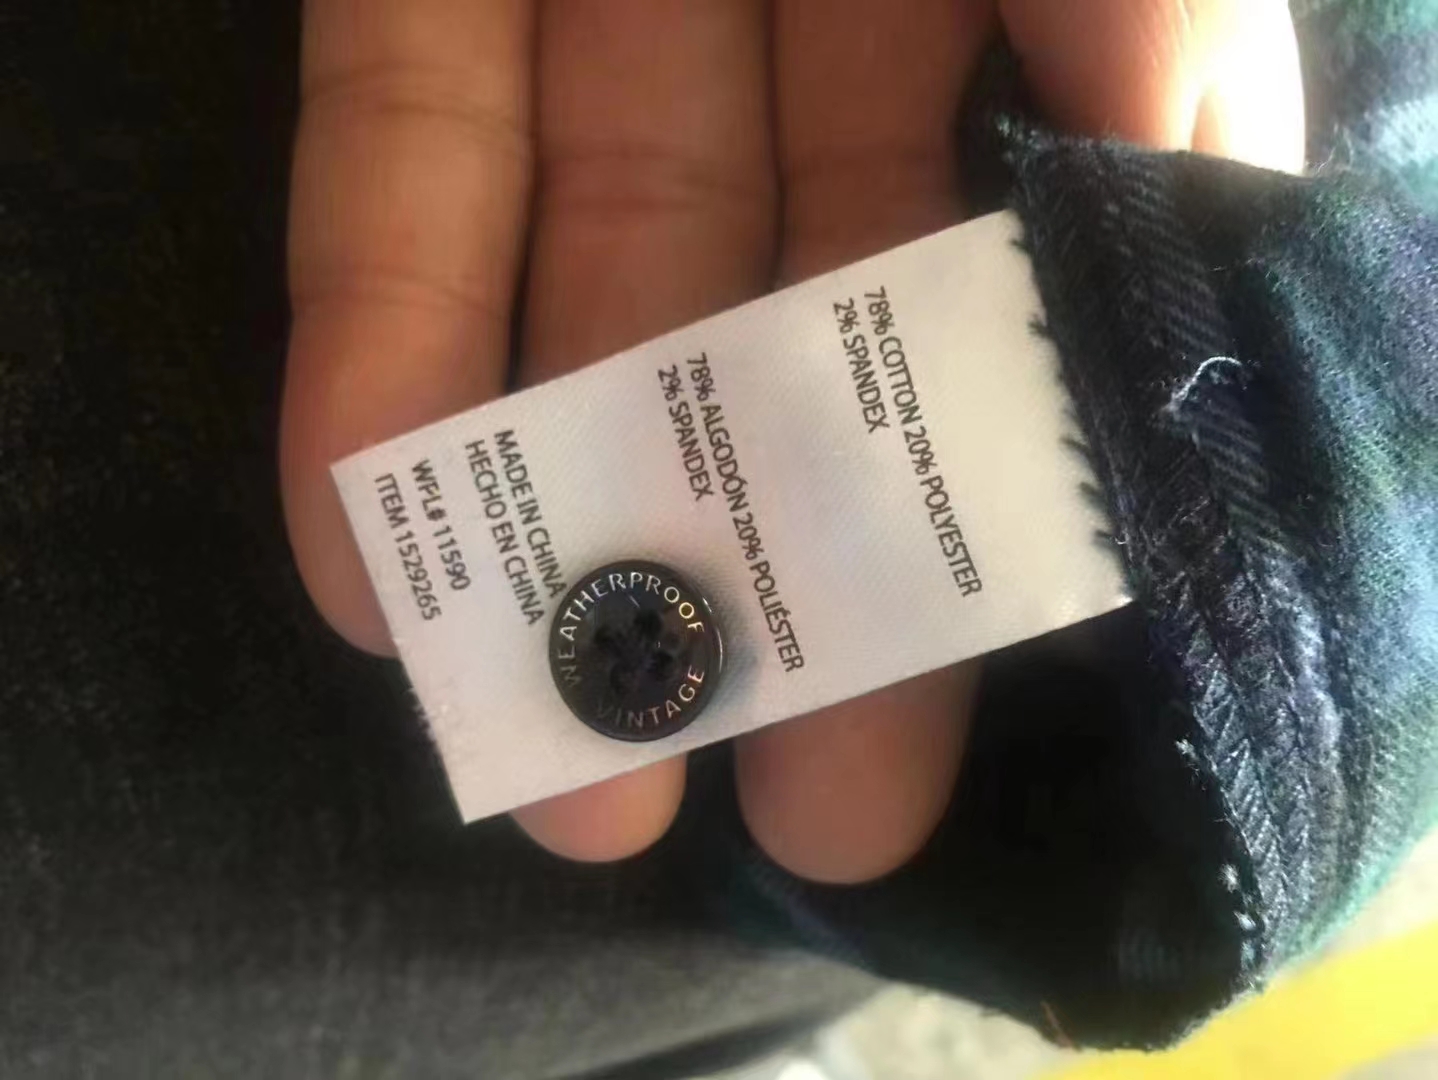 78% COTTON 20% POLYESTER
2% SPANDEX
78% ALGODÓN 20% POLIÉSTER
2% SPANDEX
MADE IN CHINA
HECHO EN CHINA
WPL# 11590
ITEM 1529265
WEATHERPROOF
VINTAGE